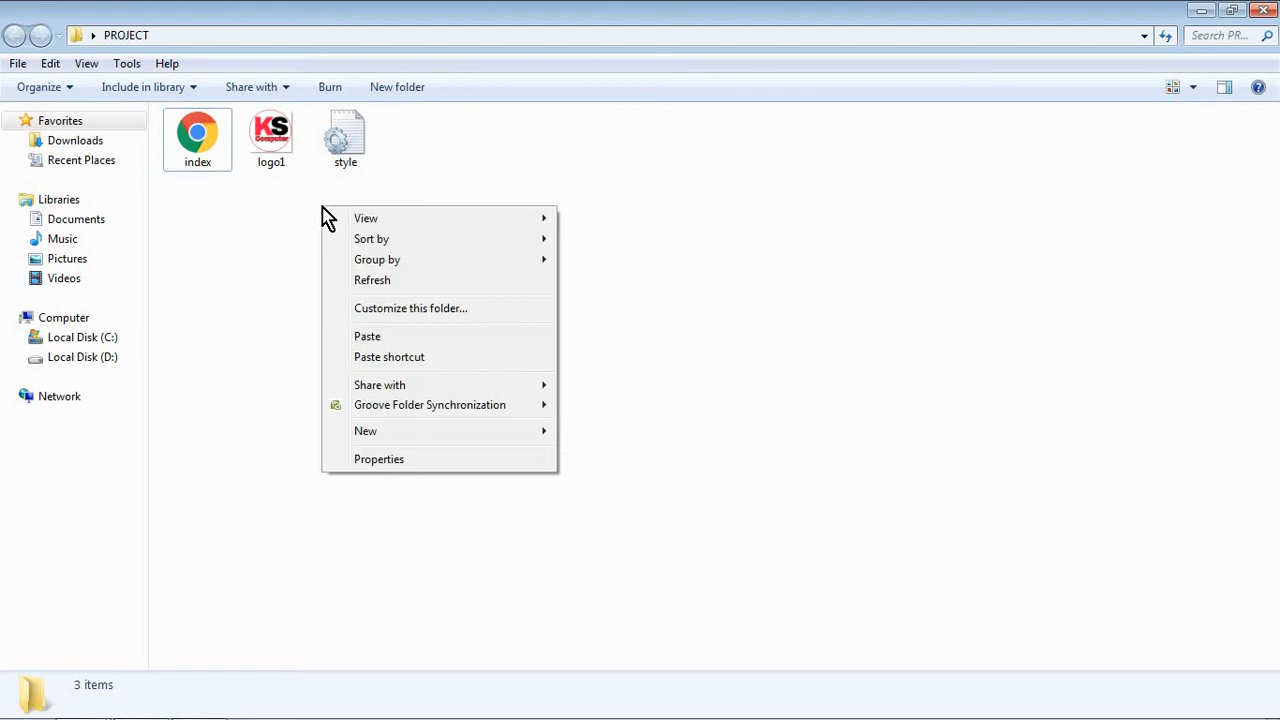 PROJECT
Search PR...
File Edit View Tools Help
Organize Include in library Share with Burn New folder
Favorites
Downloads
Recent Places
Libraries
Documents
Music
Pictures
Videos
Computer
Local Disk (C:)
Local Disk (D:)
Network
KS
Computer
index logo1 style
View
Sort by
Group by
Refresh
Customize this folder...
Paste
Paste shortcut
Share with
Groove Folder Synchronization
New
Properties
3 items